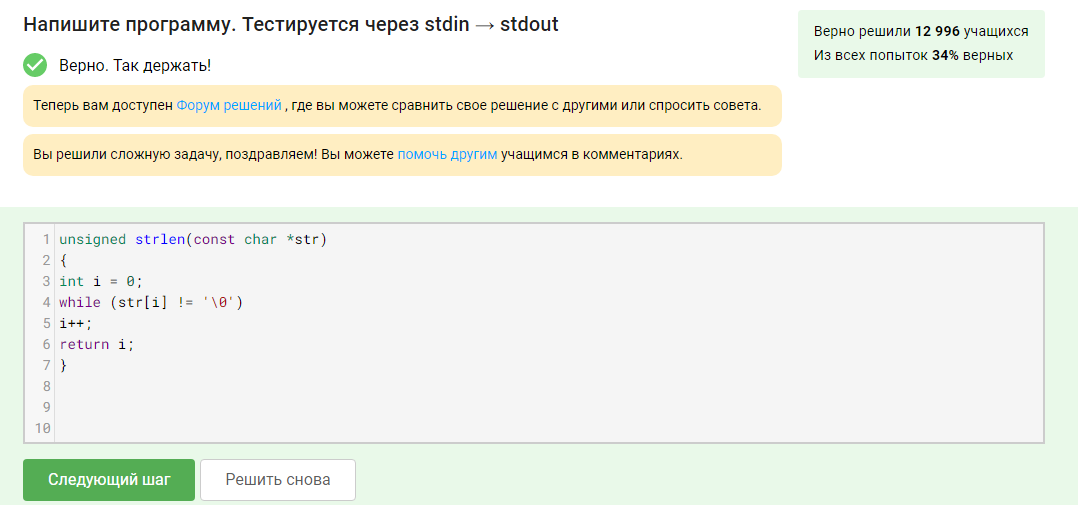 Напишите программу. Тестируется через stdin → stdout
Верно решили 12 996 учащихся
Из всех попыток 34% верных
Верно. Так держать!
Теперь вам доступен Форум решений , где вы можете сравнить свое решение с другими или спросить совета.
Вы решили сложную задачу, поздравляем! Вы можете помочь другим учащимся в комментариях.
1 unsigned strlen(const char *str)
2 {
3 int i = 0;
4 while (str[i] != '\0')
5 i++;
6 return i;
7 }
8
9
10
Следующий шаг Решить снова